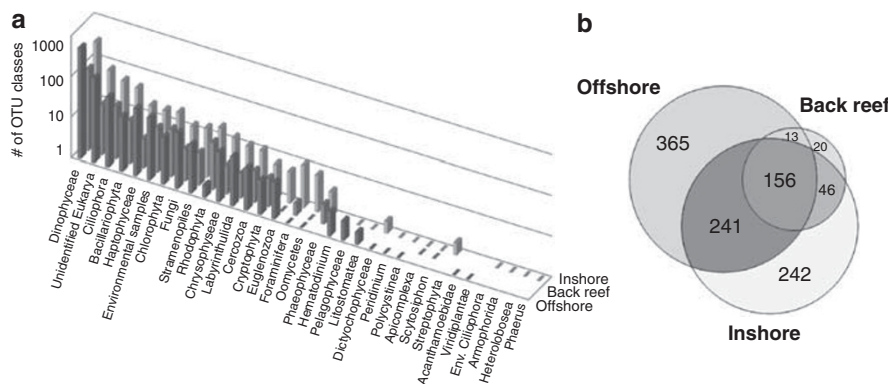 a
# of OTU classes
1000
100
10
1
Dinophyceae
Unidentified Eukarya
Ciliophora
Bacillariophyta
Haptophyceae
Environmental samples
Chlorophyta
Fungi
Stramenopiles
Rhodophyta
Chrysophyseae
Labyrinthulida
Cercozoa
Cryptophyta
Euglenozoa
Foraminifera
Oomycetes
Phaeophyceae
Hematodinium
Pelagophyceae
Litostomatea
Dictyochophyceae
Peridinium
Polycystinea
Apicomplexa
Scytosiphon
Streptophyta
Acanthamoebidae
Viridiplantae
Env. Ciliophora
Armophorida
Heterolobosea
Phaerus
Inshore
Back reef
Offshore
b
Offshore
Back reef
365
13
20
156
46
241
242
Inshore